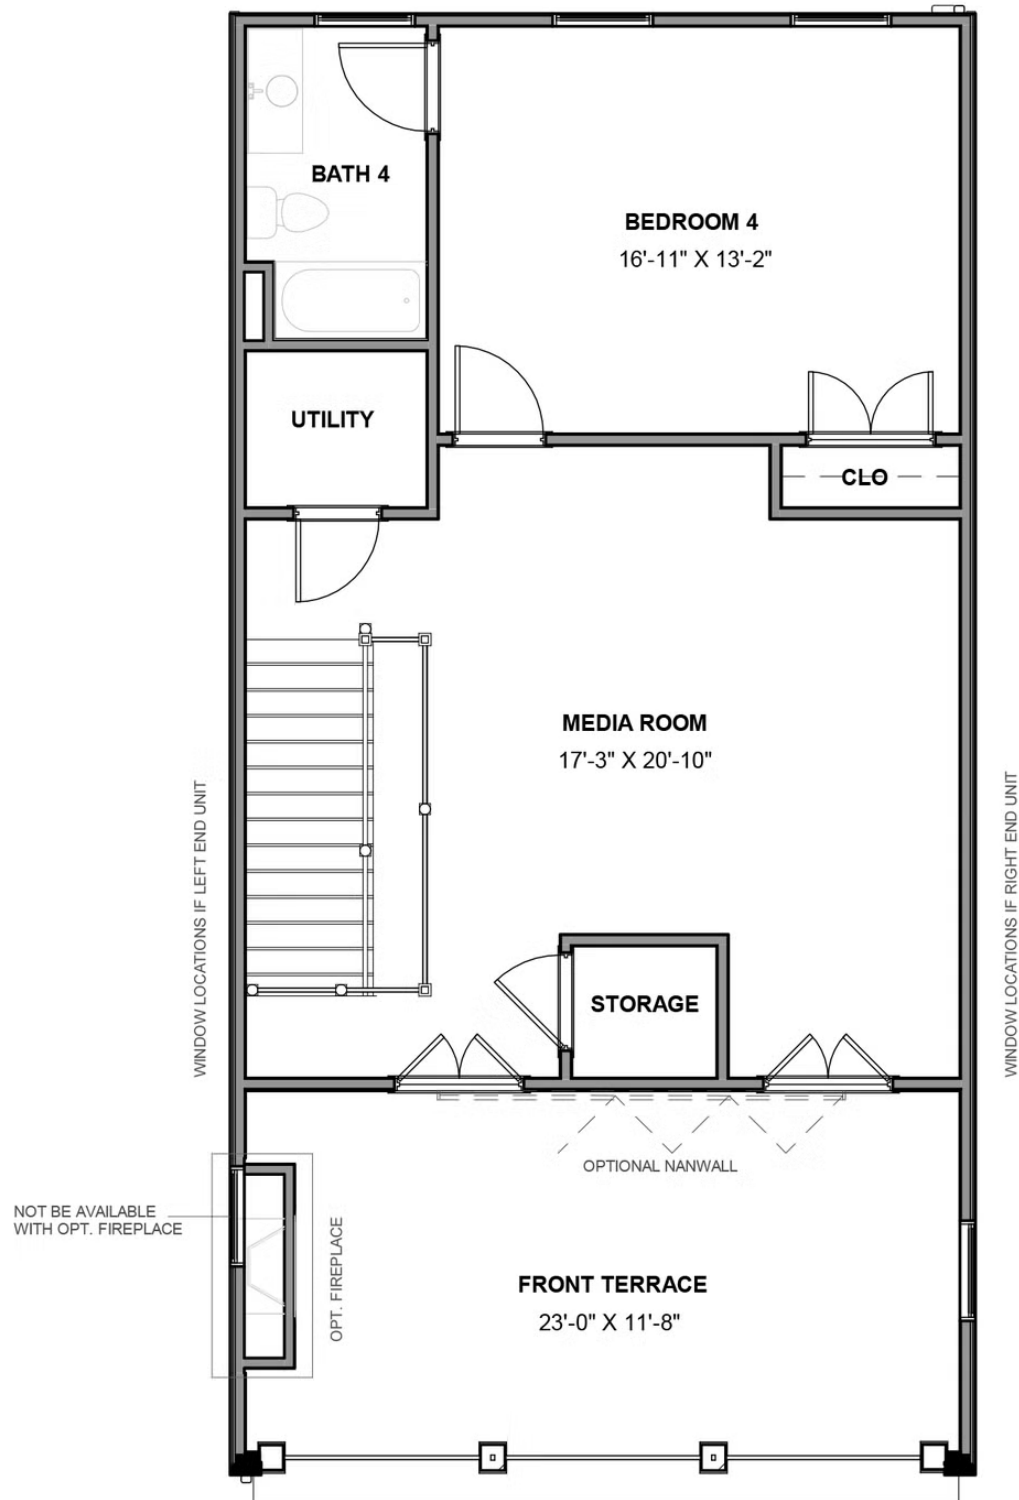 BATH 4
BEDROOM 4
16'-11" X 13'-2"
UTILITY
CLO
MEDIA ROOM
17'-3" X 20'-10"
WINDOW LOCATIONS IF LEFT END UNIT
WINDOW LOCATIONS IF RIGHT END UNIT
STORAGE
OPTIONAL NANWALL
NOT BE AVAILABLE
WITH OPT. FIREPLACE
OPT. FIREPLACE
FRONT TERRACE
23'-0" X 11'-8"